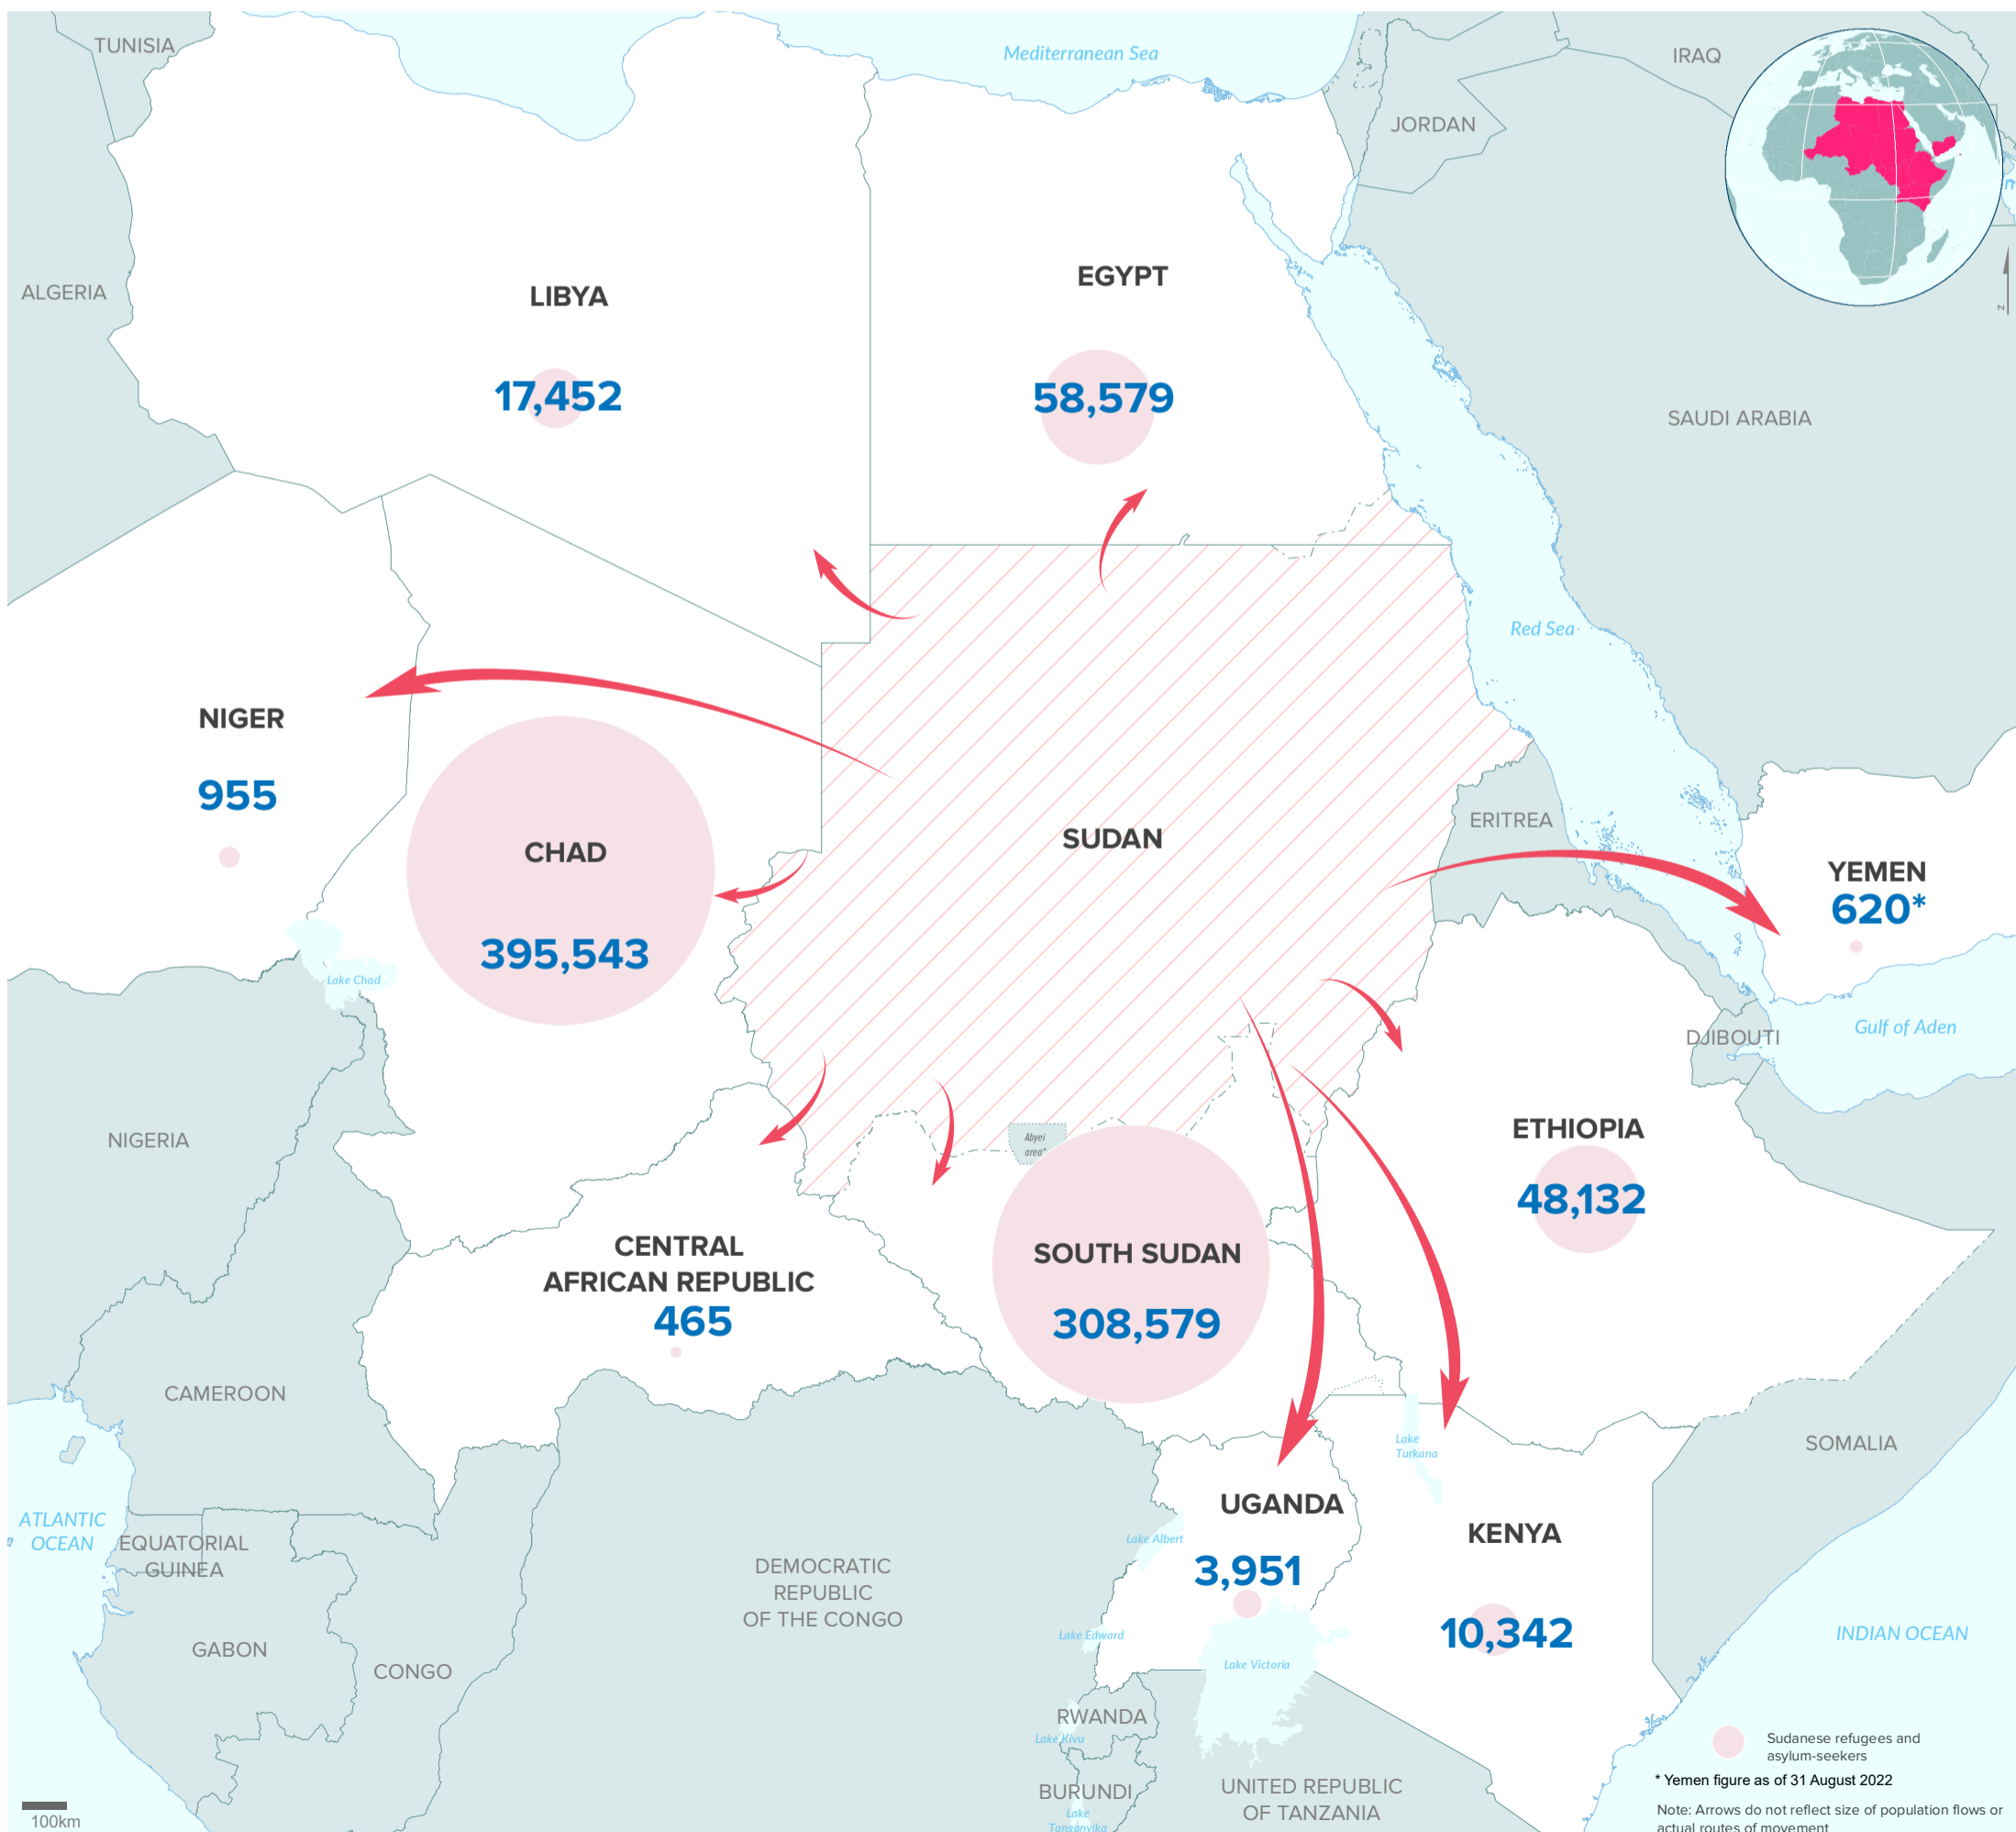 TUNISIA
Mediterranean Sea
IRAQ
JORDAN
ALGERIA
LIBYA
17,452
EGYPT
58,579
SAUDI ARABIA
z
Red Sea
NIGER
955
CHAD
395,543
SUDAN
ERITREA
YEMEN
620*
Lake Chad
Gulf of Aden
DJIBOUTI
NIGERIA
Abyei
area*
ETHIOPIA
48,132
CENTRAL
AFRICAN REPUBLIC
465
SOUTH SUDAN
308,579
CAMEROON
Lake
Turkana
SOMALIA
ATLANTIC
OCEAN
EQUATORIAL
GUINEA
UGANDA
3,951
Lake Albert
KENYA
10,342
DEMOCRATIC
REPUBLIC
OF THE CONGO
GABON
CONGO
Lake Edward
Lake Victoria
INDIAN OCEAN
RWANDA
Lake Kivu
BURUNDI
Lake
Tanganyika
UNITED REPUBLIC
OF TANZANIA
Sudanese refugees and
asylum-seekers
* Yemen figure as of 31 August 2022
Note: Arrows do not reflect size of population flows or
actual routes of movement
100km